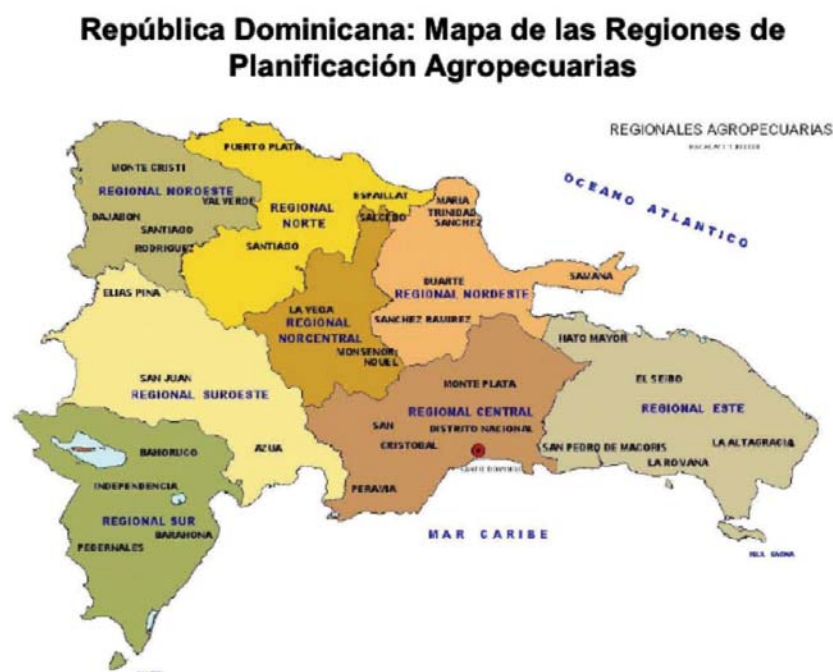 República Dominicana: Mapa de las Regiones de
Planificación Agropecuarias
REGIONALES AGROPECUARIAS
OCEANO ATLANTICO
PUERTO PLATA
MONTE CRISTI
REGIONAL NOROESTE
VALVERDE
ESPAILLAT
MARIA
TRINIDAD
SANCHEZ
REGIONAL
NORTE
SALCEDO
DAJABON
SANTIAGO
RODRIGUEZ
SANTIAGO
ELIAS PIÑA
DUARTE
SAMANA
REGIONAL NORDESTE
LA VEGA
REGIONAL
NORCENTRAL
SANCHEZ RAMIREZ
MONSEÑOR
NOUEL
HATO MAYOR
SAN JUAN
REGIONAL SUROESTE
MONTE PLATA
EL SEIBO
REGIONAL CENTRAL
REGIONAL ESTE
SAN
CRISTOBAL
DISTRITO NACIONAL
AZUA
BAHORUCO
SAN PEDRO DE MACORIS
LA ALTAGRACIA
LA ROMANA
SANTO DOMINGO
INDEPENDENCIA
PERAVIA
REGIONAL SUR
BARAHONA
PEDERNALES
MAR CARIBE
ISLA SAONA